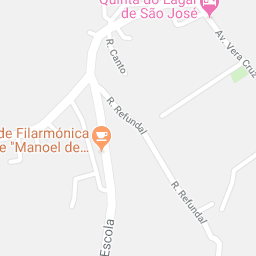 Quinta do Lagar
de São José
R. Canto
Av. Vera Cruz
R. Refundal
de Filarmónica
e "Manoel de...
R. Refundal
Escola